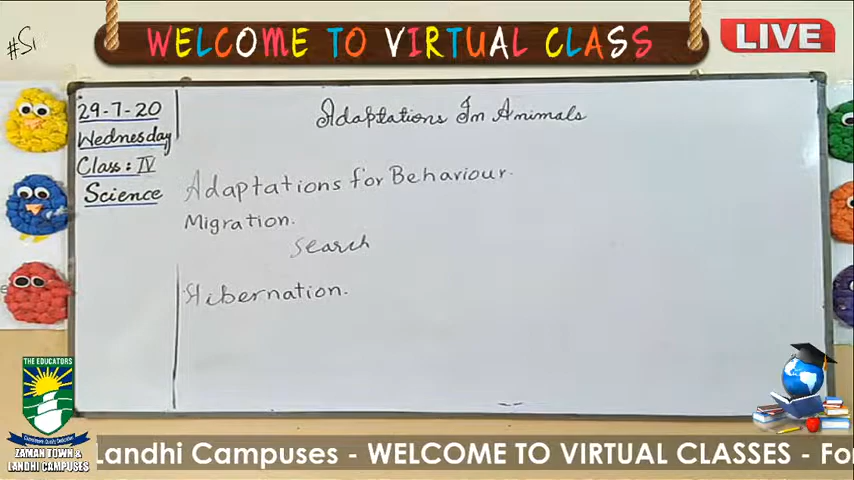 WELCOME TO VIRTUAL CLASS
LIVE
29-7-20
Wednesday
Class: IV
Science
Adaptations In Animals
Adaptations for Behaviour.
Migration.
Search
Hibernation.
THE EDUCATORS
ZAMAN TOWN &
LANDHI CAMPUSES
Landhi Campuses - WELCOME TO VIRTUAL CLASSES - Fo